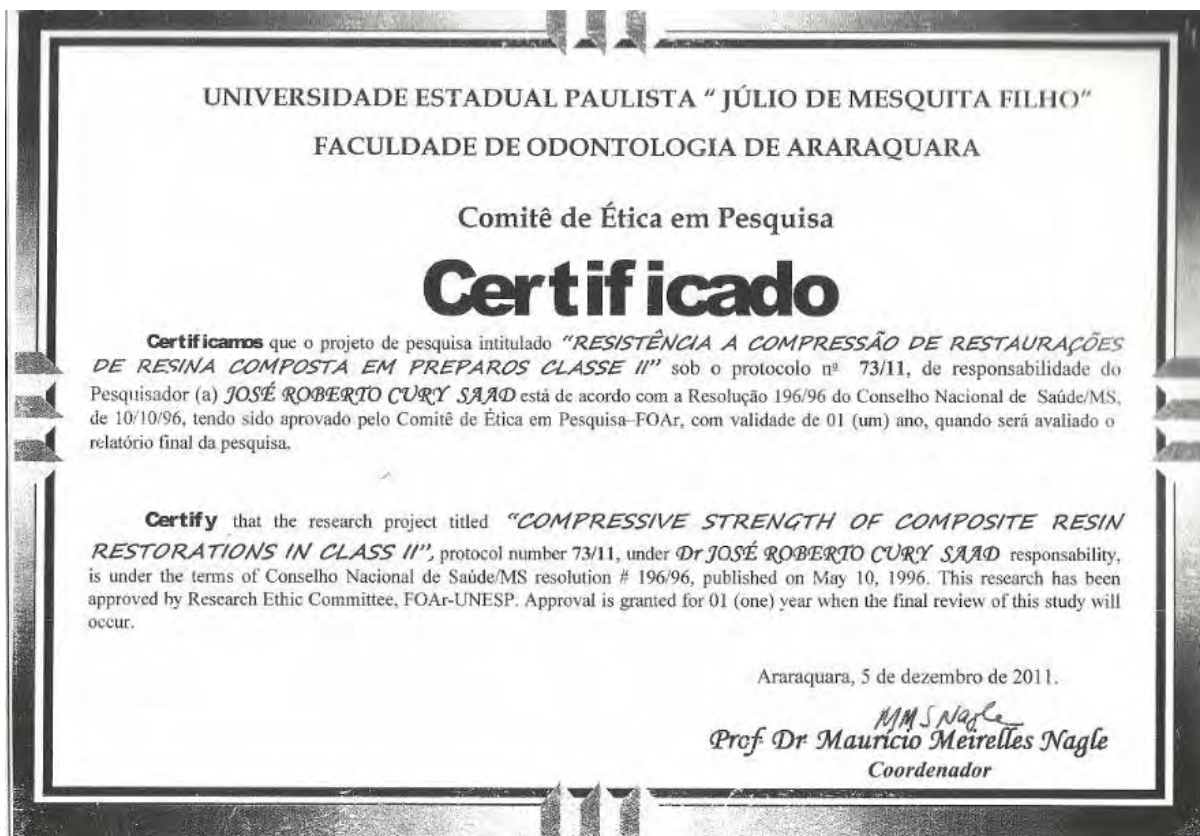 UNIVERSIDADE ESTADUAL PAULISTA " JÚLIO DE MESQUITA FILHO"
FACULDADE DE ODONTOLOGIA DE ARARAQUARA
Comitê de Ética em Pesquisa
Certificado
Certificamos que o projeto de pesquisa intitulado "RESISTÊNCIA A COMPRESSÃO DE RESTAURAÇÕES
DE RESINA COMPOSTA EM PREPAROS CLASSE II" sob o protocolo nº 73/11, de responsabilidade do
Pesquisador (a) JOSÉ ROBERTO CURY SAAD está de acordo com a Resolução 196/96 do Conselho Nacional de Saúde/MS,
de 10/10/96, tendo sido aprovado pelo Comitê de Ética em Pesquisa-FOAr, com validade de 01 (um) ano, quando será avaliado o
relatório final da pesquisa.
Certify that the research project titled "COMPRESSIVE STRENGTH OF COMPOSITE RESIN
RESTORATIONS IN CLASS II", protocol number 73/11, under Dr JOSÉ ROBERTO CURY SAAD responsability,
is under the terms of Conselho Nacional de Saúde/MS resolution # 196/96, published on May 10, 1996. This research has been
approved by Research Ethic Committee, FOAr-UNESP. Approval is granted for 01 (one) year when the final review of this study will
occur.
Araraquara, 5 de dezembro de 2011.
MMSNagle
Prof Dr Mauricio Meirelles Nagle
Coordenador